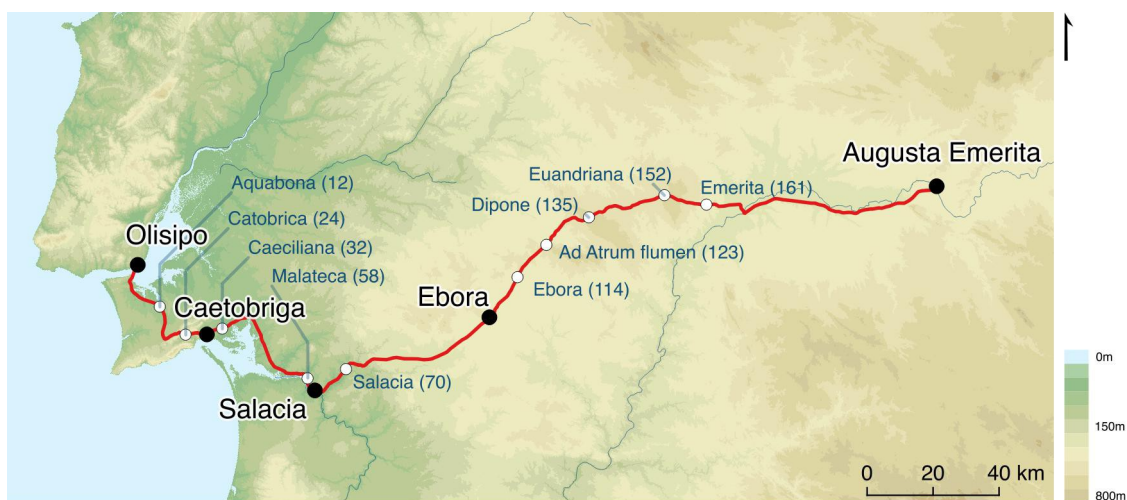 Augusta Emerita
Euandriana (152)
Emerita (161)
Aquabona (12)
Dipone (135)
Catobrica (24)
Olisipo
Caeciliana (32)
Ad Atrum flumen (123)
Malateca (58)
Ebora (114)
Caetobriga
Ebora
Salacia (70)
Salacia
0m
150m
800m
0 20 40 km